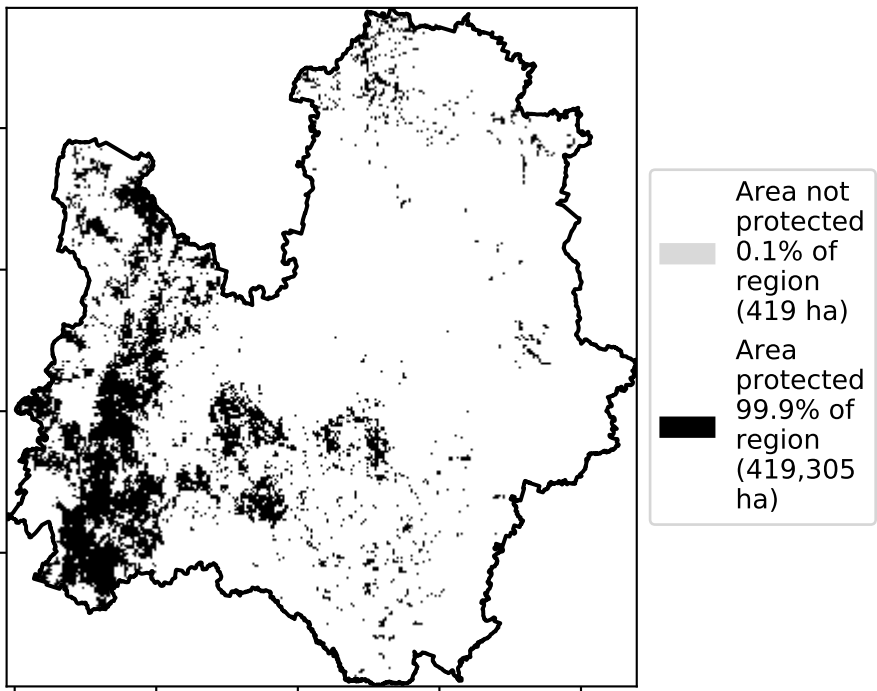 Area not
protected
0.1% of
region
(419 ha)
Area
protected
99.9% of
region
(419,305
ha)